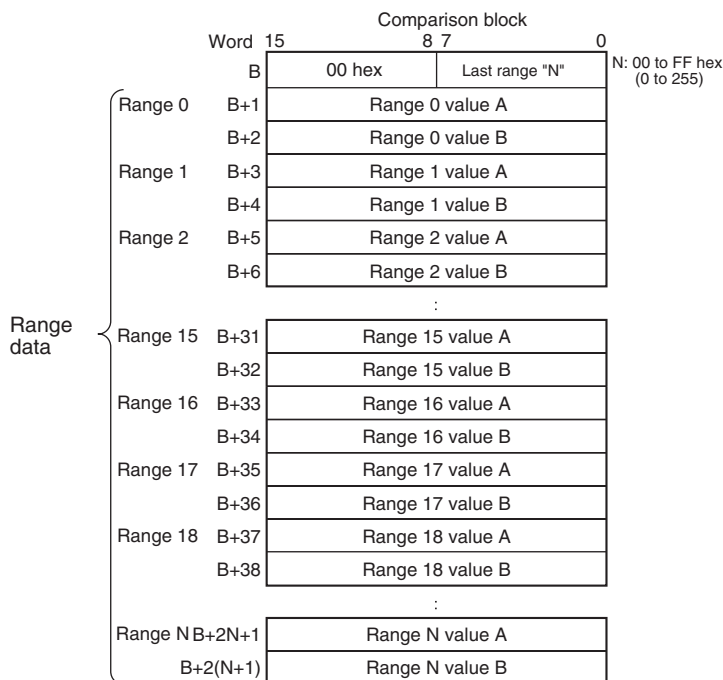 Comparison block
Word 15 8 7 0
B 00 hex Last range "N" N: 00 to FF hex
(0 to 255)
Range 0 B+1 Range 0 value A
B+2 Range 0 value B
Range 1 B+3 Range 1 value A
B+4 Range 1 value B
Range 2 B+5 Range 2 value A
B+6 Range 2 value B
:
Range data
Range 15 B+31 Range 15 value A
B+32 Range 15 value B
Range 16 B+33 Range 16 value A
B+34 Range 16 value B
Range 17 B+35 Range 17 value A
B+36 Range 17 value B
Range 18 B+37 Range 18 value A
B+38 Range 18 value B
:
Range N B+2N+1 Range N value A
B+2(N+1) Range N value B